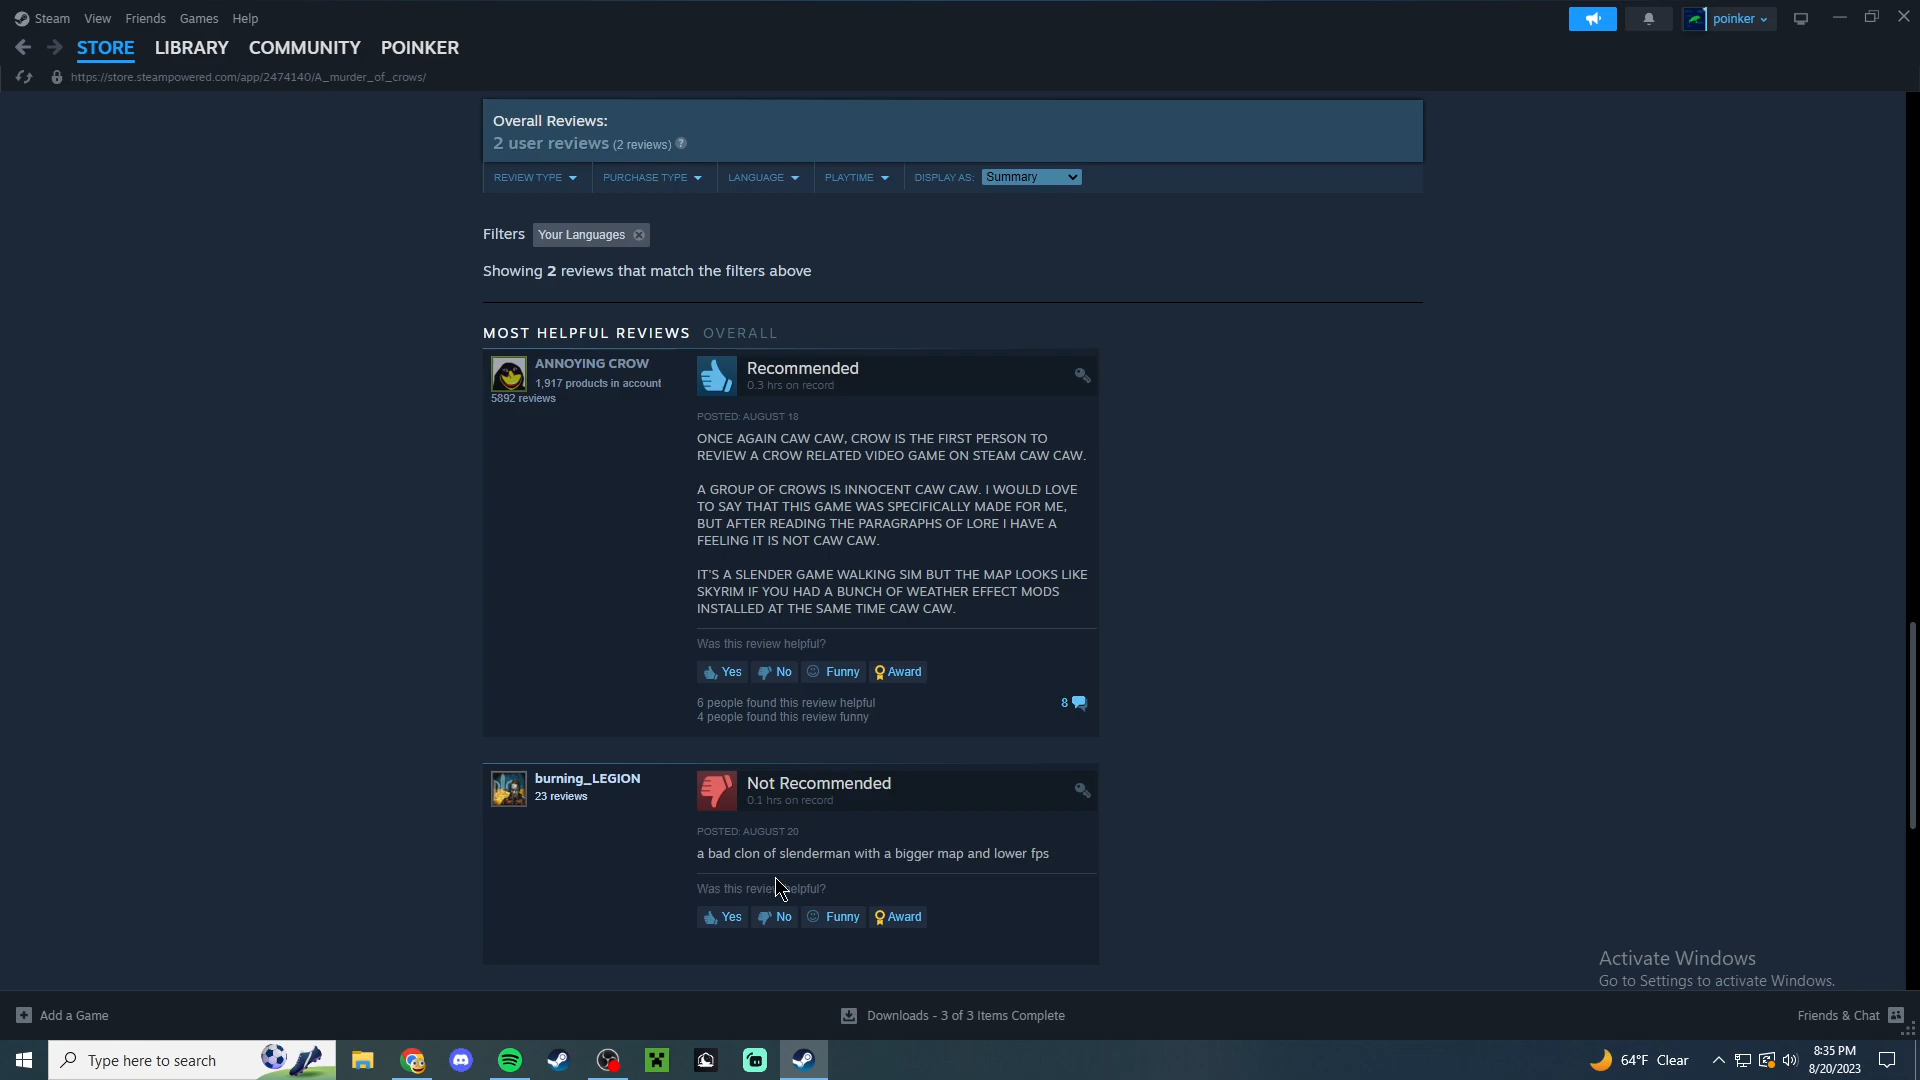 Steam View Friends Games Help
poinker
STORE LIBRARY COMMUNITY POINKER
https://store.steampowered.com/app/2474140/A_murder_of_crows/
Overall Reviews:
2 user reviews (2 reviews) ?
REVIEW TYPE PURCHASE TYPE LANGUAGE PLAYTIME DISPLAY AS: Summary
Filters Your Languages
Showing 2 reviews that match the filters above
MOST HELPFUL REVIEWS OVERALL
ANNOYING CROW
1,917 products in account
5892 reviews
Recommended
0.3 hrs on record
POSTED: AUGUST 18
ONCE AGAIN CAW CAW, CROW IS THE FIRST PERSON TO
REVIEW A CROW RELATED VIDEO GAME ON STEAM CAW CAW.
A GROUP OF CROWS IS INNOCENT CAW CAW. I WOULD LOVE
TO SAY THAT THIS GAME WAS SPECIFICALLY MADE FOR ME,
BUT AFTER READING THE PARAGRAPHS OF LORE I HAVE A
FEELING IT IS NOT CAW CAW.
IT'S A SLENDER GAME WALKING SIM BUT THE MAP LOOKS LIKE
SKYRIM IF YOU HAD A BUNCH OF WEATHER EFFECT MODS
INSTALLED AT THE SAME TIME CAW CAW.
Was this review helpful?
Yes No Funny Award
6 people found this review helpful
4 people found this review funny
8
burning_LEGION
23 reviews
Not Recommended
0.1 hrs on record
POSTED: AUGUST 20
a bad clon of slenderman with a bigger map and lower fps
Was this review helpful?
Yes No Funny Award
Activate Windows
Go to Settings to activate Windows.
Add a Game
Downloads - 3 of 3 Items Complete
Friends & Chat
Type here to search
64°F Clear
8:35 PM
8/20/2023